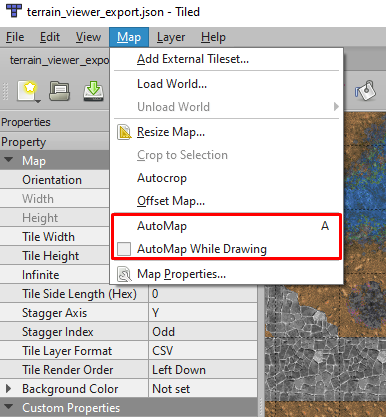 terrain_viewer_export.json - Tiled
File Edit View Map Layer Help
terrain_viewer_expo
Add External Tileset...
Load World...
Unload World
Resize Map...
Crop to Selection
Autocrop
Offset Map...
AutoMap A
AutoMap While Drawing
Map Properties...
Properties
Property
Map
Orientation
Width
Height
Tile Width
Tile Height
Infinite
Tile Side Length (Hex) 0
Stagger Axis Y
Stagger Index Odd
Tile Layer Format CSV
Tile Render Order Left Down
Background Color Not set
Custom Properties